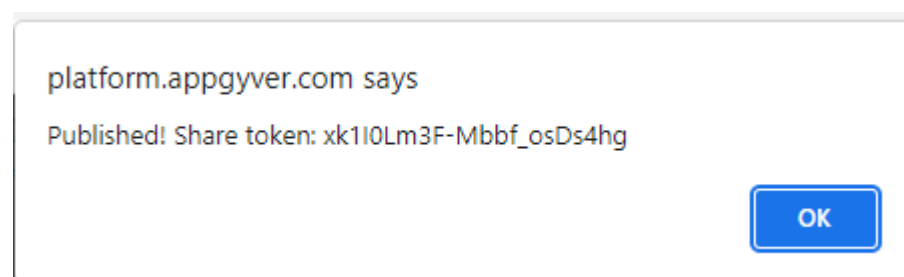 platform.appgyver.com says
Published! Share token: xk1I0Lm3F-Mbbf_osDs4hg
OK